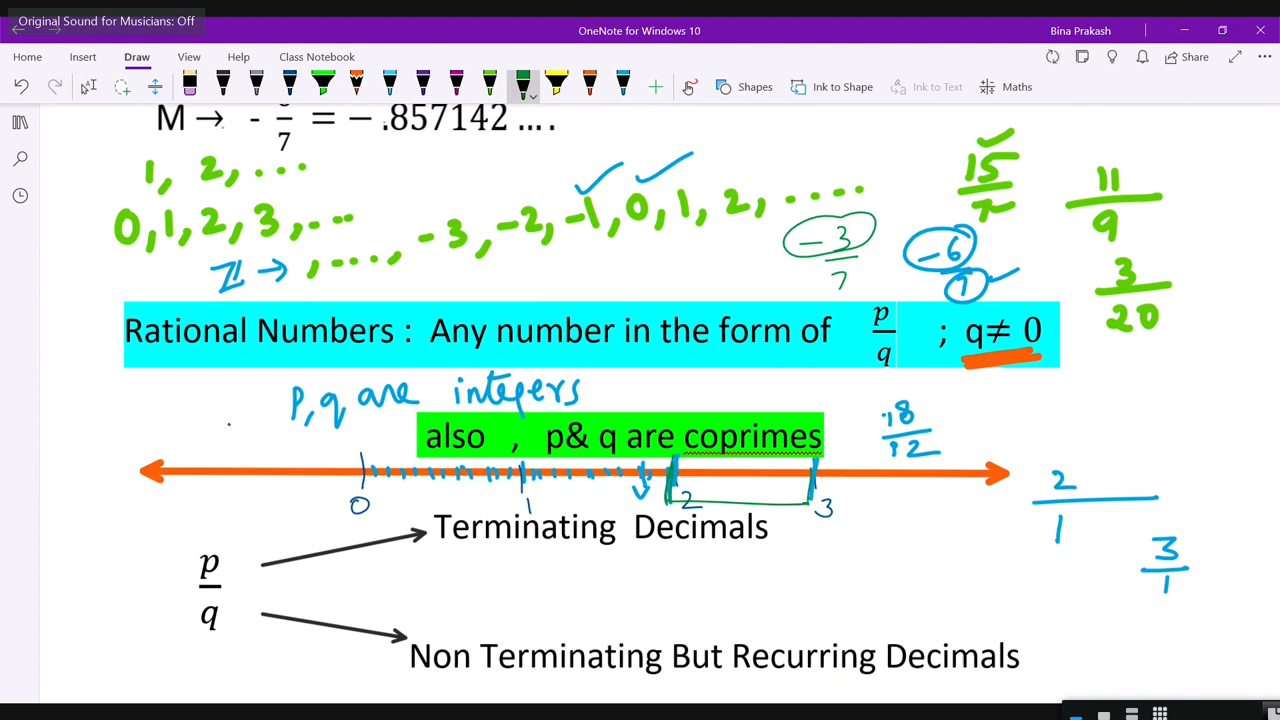 Original Sound for Musicians: Off
OneNote for Windows 10
Bina Prakash
Home Insert Draw View Help Class Notebook
Share
Shapes Ink to Shape Ink to Text Maths
M → - /7 = − .857142 ... .
1, 2, ...
0, 1, 2, 3, ...
Z → , ...., -3, -2, -1, 0, 1, 2, .....
-3/7
-6/7
15/7
11/9
3/20
Rational Numbers : Any number in the form of p/q ; q≠ 0
p, q are integers
also , p& q are coprimes
.8/12
0 1 2 3
2/1
3/1
Terminating Decimals
p/q
Non Terminating But Recurring Decimals